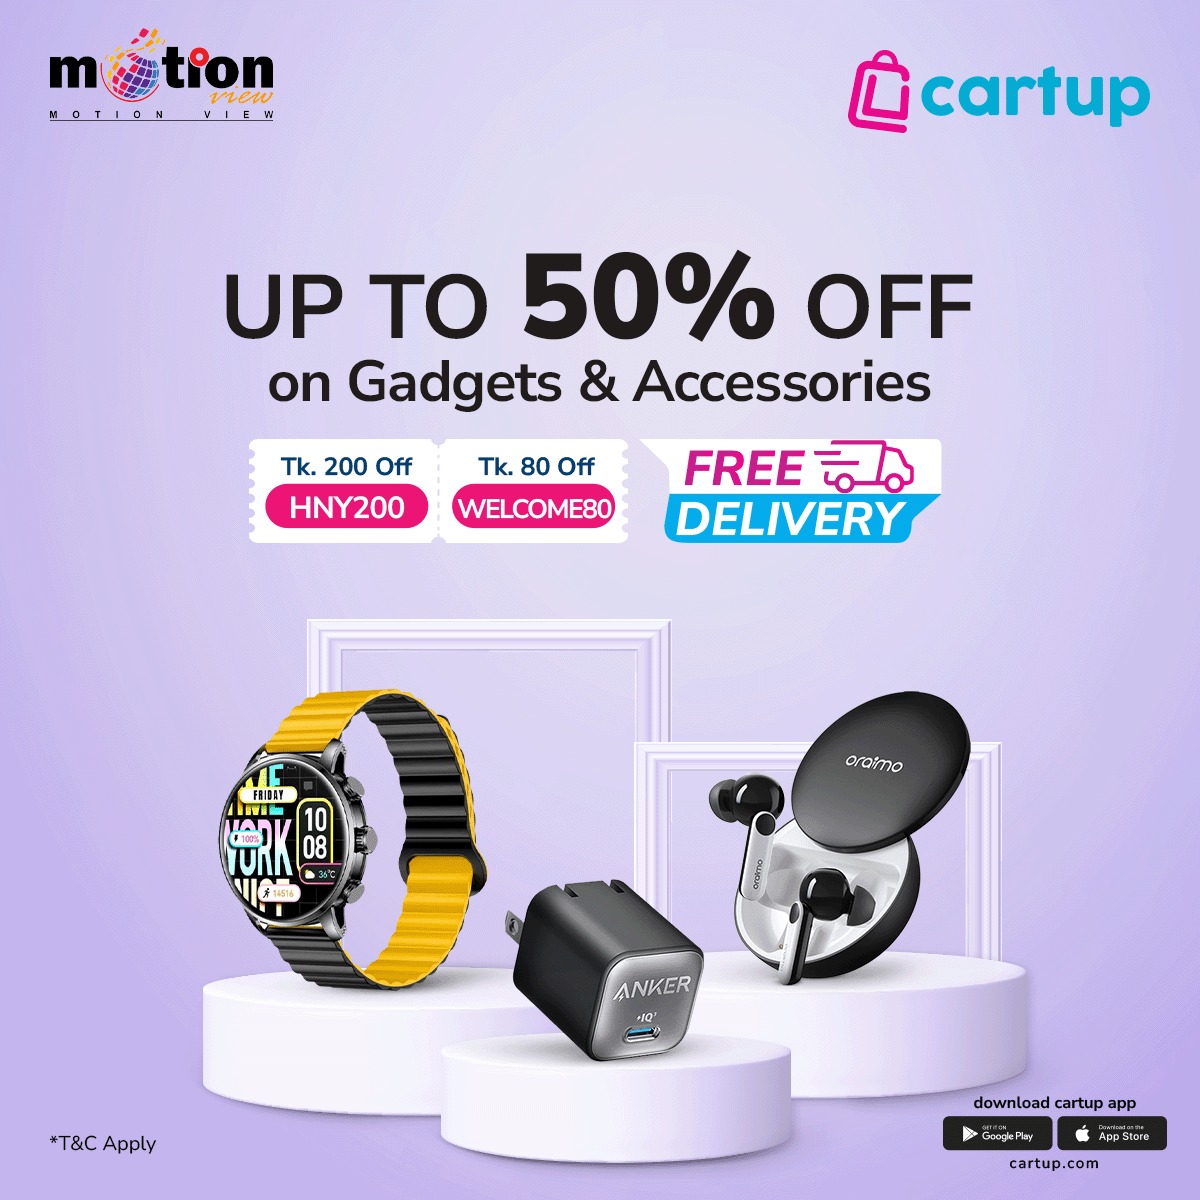 motion
view
MOTION VIEW
cartup
UP TO 50% OFF
on Gadgets & Accessories
Tk. 200 Off
HNY200
Tk. 80 Off
WELCOME80
FREE
DELIVERY
FRIDAY
10
08
WORK
100%
36°C
14516
oraimo
oraimo
ANKER
IQ³
download cartup app
GET IT ON
Google Play
Download on the
App Store
cartup.com
*T&C Apply